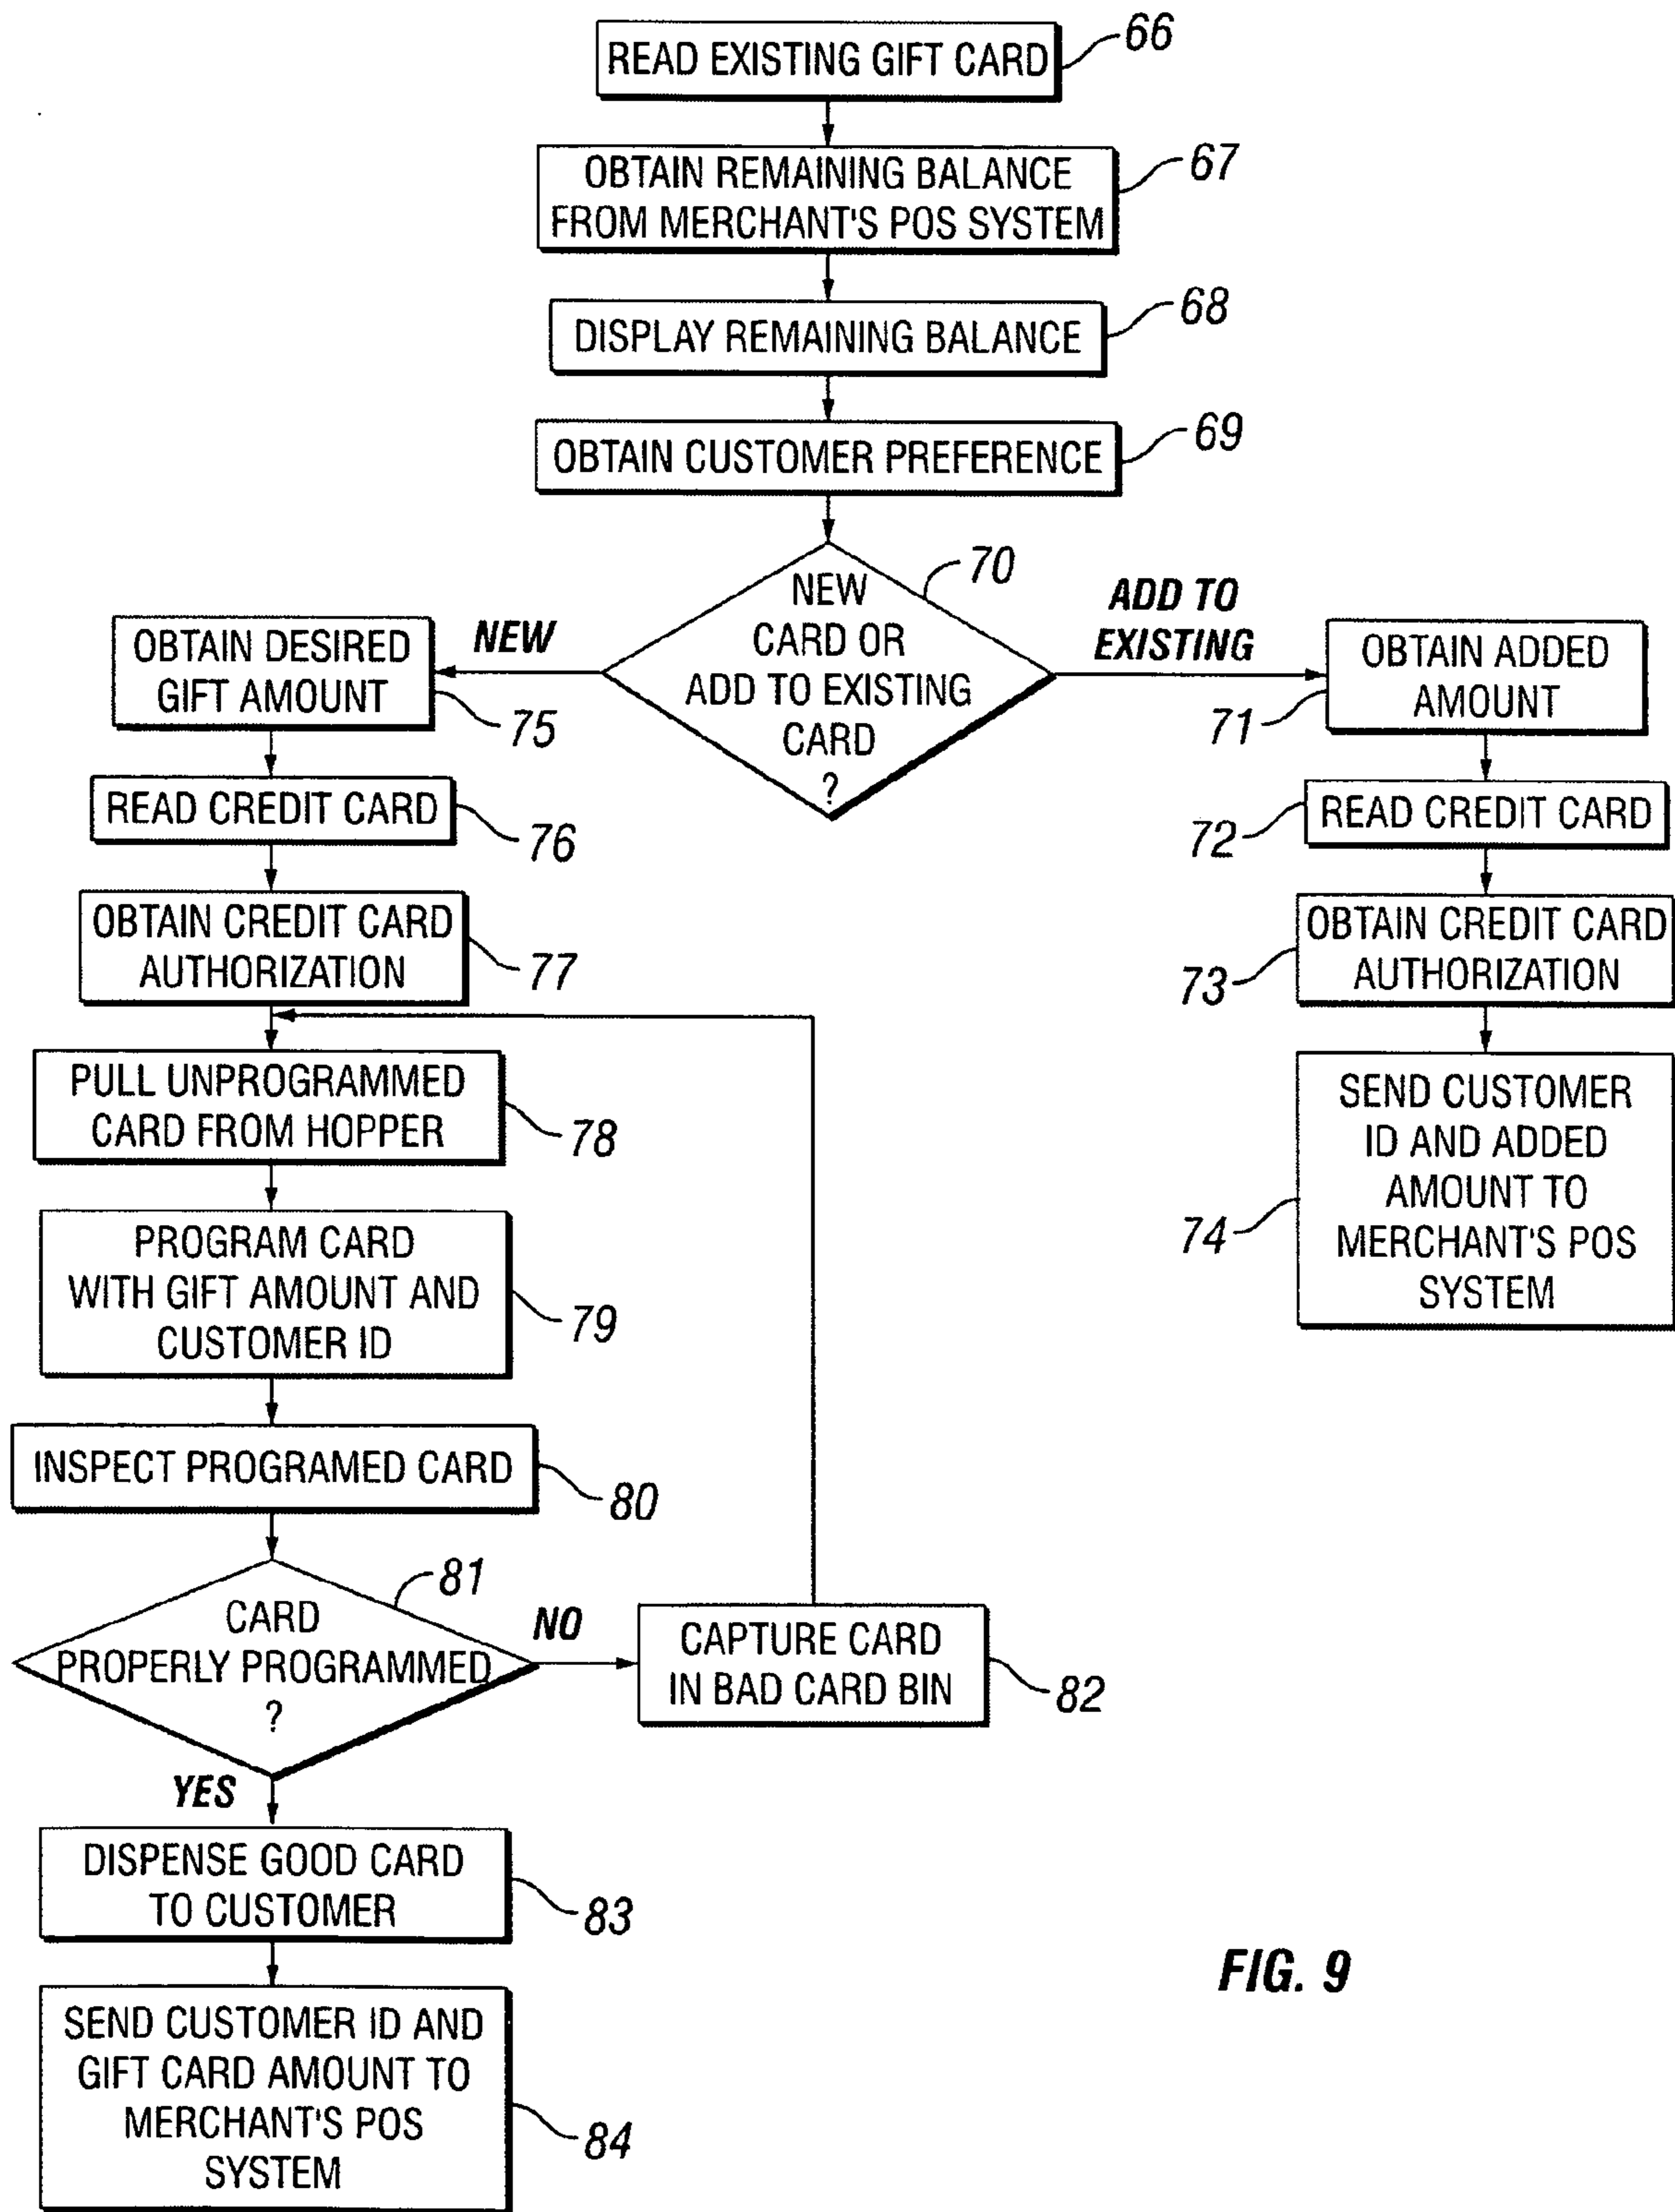 READ EXISTING GIFT CARD
66
OBTAIN REMAINING BALANCE
FROM MERCHANT'S POS SYSTEM
67
DISPLAY REMAINING BALANCE
68
OBTAIN CUSTOMER PREFERENCE
69
NEW
CARD OR
ADD TO EXISTING
CARD
?
70
NEW
ADD TO
EXISTING
OBTAIN DESIRED
GIFT AMOUNT
75
READ CREDIT CARD
76
OBTAIN CREDIT CARD
AUTHORIZATION
77
PULL UNPROGRAMMED
CARD FROM HOPPER
78
PROGRAM CARD
WITH GIFT AMOUNT AND
CUSTOMER ID
79
INSPECT PROGRAMED CARD
80
CARD
PROPERLY PROGRAMMED
?
81
NO
CAPTURE CARD
IN BAD CARD BIN
82
YES
DISPENSE GOOD CARD
TO CUSTOMER
83
SEND CUSTOMER ID AND
GIFT CARD AMOUNT TO
MERCHANT'S POS
SYSTEM
84
OBTAIN ADDED
AMOUNT
71
READ CREDIT CARD
72
OBTAIN CREDIT CARD
AUTHORIZATION
73
SEND CUSTOMER
ID AND ADDED
AMOUNT TO
MERCHANT'S POS
SYSTEM
74
FIG. 9